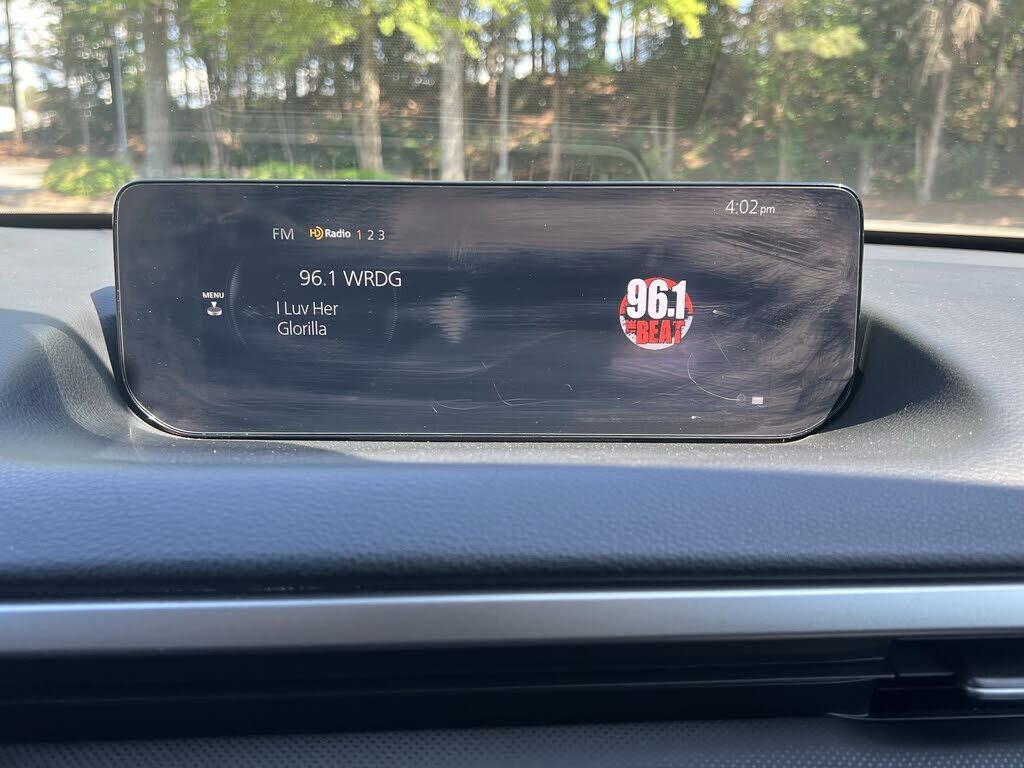 4:02 pm
FM HD Radio 1 2 3
96.1 WRDG
MENU
I Luv Her
Glorilla
96.1
THE BEAT